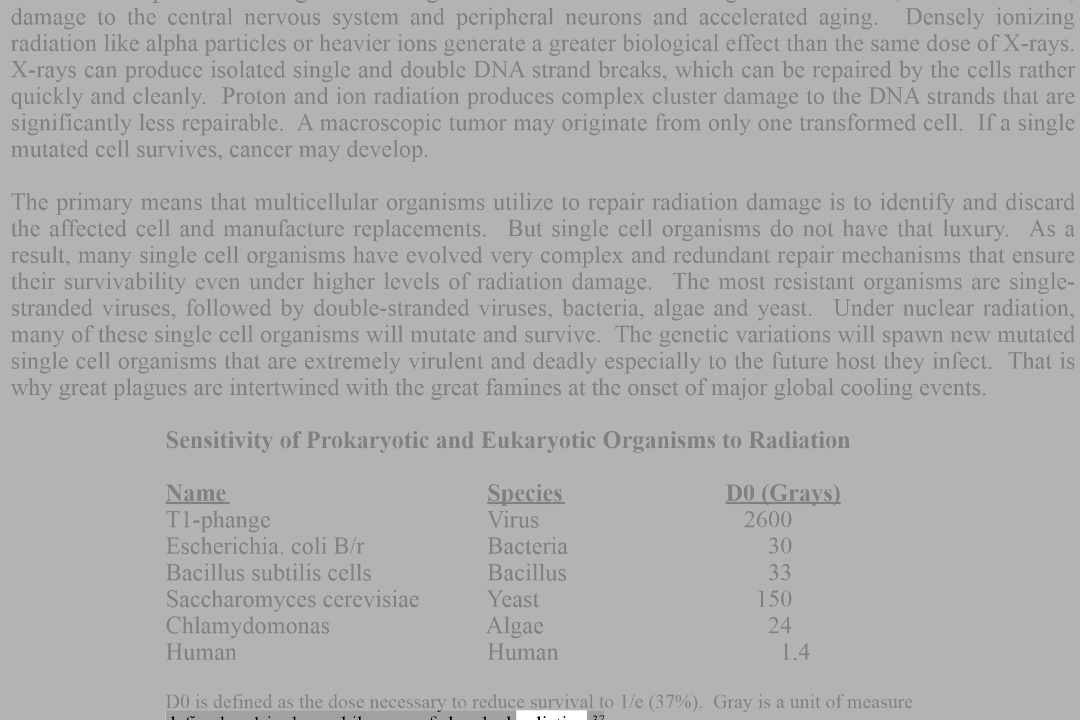 damage to the central nervous system and peripheral neurons and accelerated aging. Densely ionizing
radiation like alpha particles or heavier ions generate a greater biological effect than the same dose of X-rays.
X-rays can produce isolated single and double DNA strand breaks, which can be repaired by the cells rather
quickly and cleanly. Proton and ion radiation produces complex cluster damage to the DNA strands that are
significantly less repairable. A macroscopic tumor may originate from only one transformed cell. If a single
mutated cell survives, cancer may develop.
The primary means that multicellular organisms utilize to repair radiation damage is to identify and discard
the affected cell and manufacture replacements. But single cell organisms do not have that luxury. As a
result, many single cell organisms have evolved very complex and redundant repair mechanisms that ensure
their survivability even under higher levels of radiation damage. The most resistant organisms are single-
stranded viruses, followed by double-stranded viruses, bacteria, algae and yeast. Under nuclear radiation,
many of these single cell organisms will mutate and survive. The genetic variations will spawn new mutated
single cell organisms that are extremely virulent and deadly especially to the future host they infect. That is
why great plagues are intertwined with the great famines at the onset of major global cooling events.
Sensitivity of Prokaryotic and Eukaryotic Organisms to Radiation
Name Species D0 (Grays)
T1-phange Virus 2600
Escherichia. coli B/r Bacteria 30
Bacillus subtilis cells Bacillus 33
Saccharomyces cerevisiae Yeast 150
Chlamydomonas Algae 24
Human Human 1.4
D0 is defined as the dose necessary to reduce survival to 1/e (37%). Gray is a unit of measure